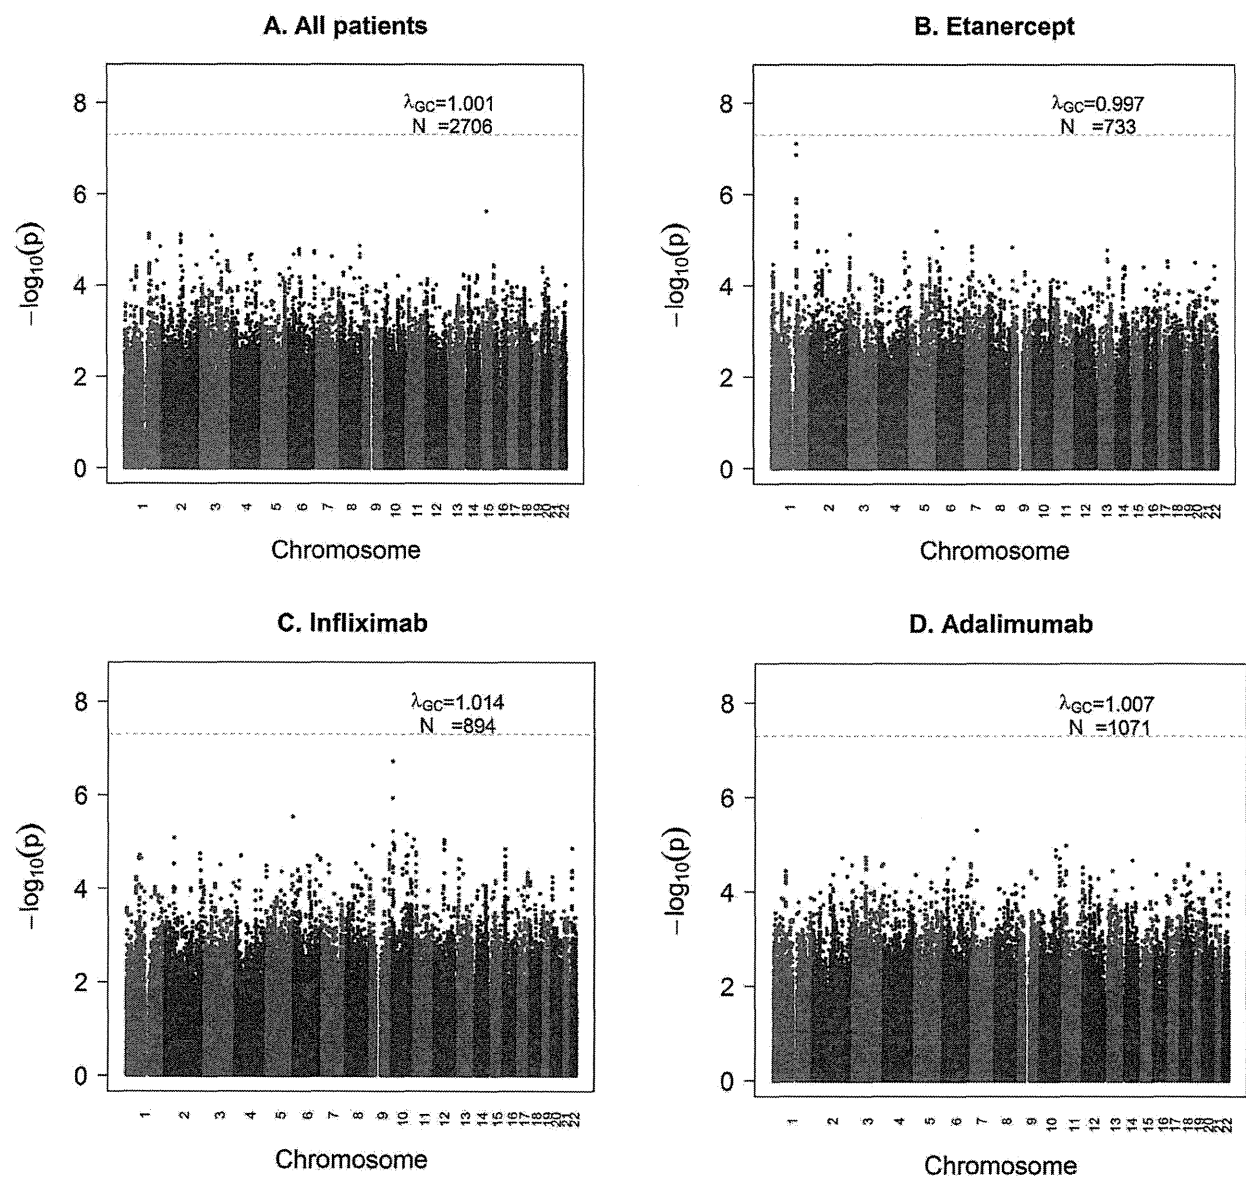 A. All patients
λGC=1.001
N =2706
8
6
4
2
0
−log10(p)
1 2 3 4 5 6 7 8 9 10 11 12 13 14 15 16 17 18 19 20 21 22
Chromosome
B. Etanercept
λGC=0.997
N =733
8
6
4
2
0
−log10(p)
1 2 3 4 5 6 7 8 9 10 11 12 13 14 15 16 17 18 19 20 21 22
Chromosome
C. Infliximab
λGC=1.014
N =894
8
6
4
2
0
−log10(p)
1 2 3 4 5 6 7 8 9 10 11 12 13 14 15 16 17 18 19 20 21 22
Chromosome
D. Adalimumab
λGC=1.007
N =1071
8
6
4
2
0
−log10(p)
1 2 3 4 5 6 7 8 9 10 11 12 13 14 15 16 17 18 19 20 21 22
Chromosome